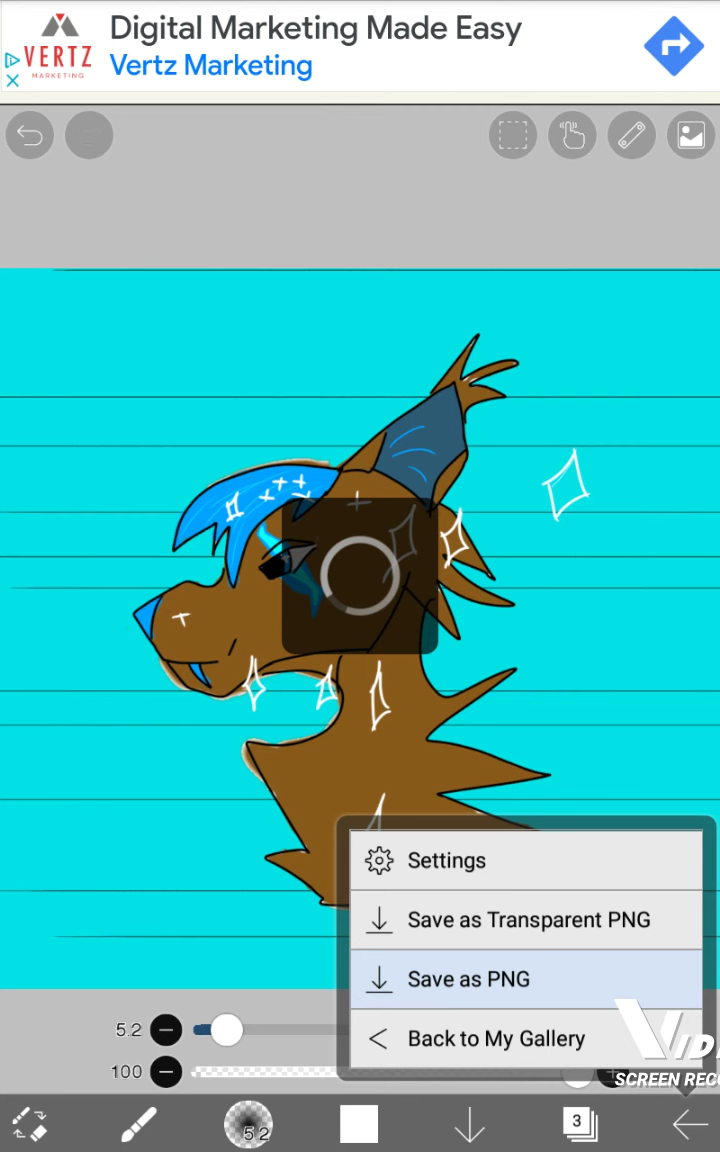 Digital Marketing Made Easy
VERTZ
MARKETING
Vertz Marketing
Settings
Save as Transparent PNG
Save as PNG
Back to My Gallery
5.2
100
VID
SCREEN REC
5.2
3